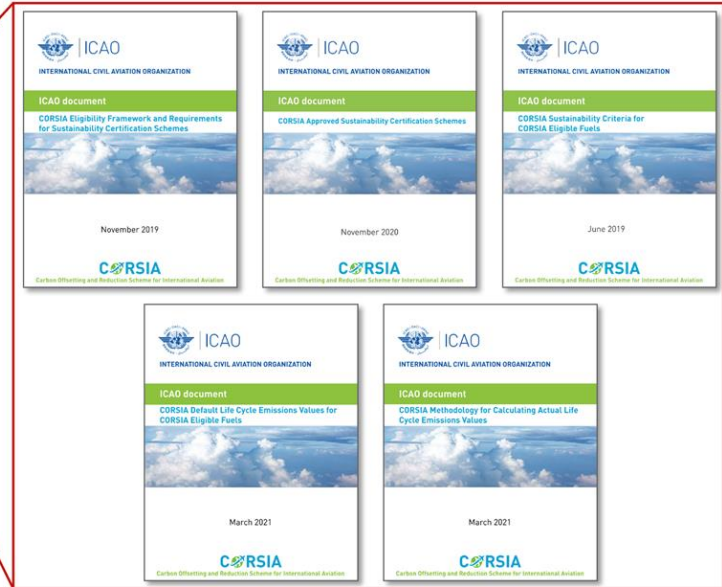 ICAO
INTERNATIONAL CIVIL AVIATION ORGANIZATION
ICAO document
CORSIA Eligibility Framework and Requirements
for Sustainability Certification Schemes
November 2019
CORSIA
Carbon Offsetting and Reduction Scheme for International Aviation
ICAO
INTERNATIONAL CIVIL AVIATION ORGANIZATION
ICAO document
CORSIA Approved Sustainability Certification Schemes
November 2020
CORSIA
Carbon Offsetting and Reduction Scheme for International Aviation
ICAO
INTERNATIONAL CIVIL AVIATION ORGANIZATION
ICAO document
CORSIA Sustainability Criteria for
CORSIA Eligible Fuels
June 2019
CORSIA
Carbon Offsetting and Reduction Scheme for International Aviation
ICAO
INTERNATIONAL CIVIL AVIATION ORGANIZATION
ICAO document
CORSIA Default Life Cycle Emissions Values for
CORSIA Eligible Fuels
March 2021
CORSIA
Carbon Offsetting and Reduction Scheme for International Aviation
ICAO
INTERNATIONAL CIVIL AVIATION ORGANIZATION
ICAO document
CORSIA Methodology for Calculating Actual Life
Cycle Emissions Values
March 2021
CORSIA
Carbon Offsetting and Reduction Scheme for International Aviation